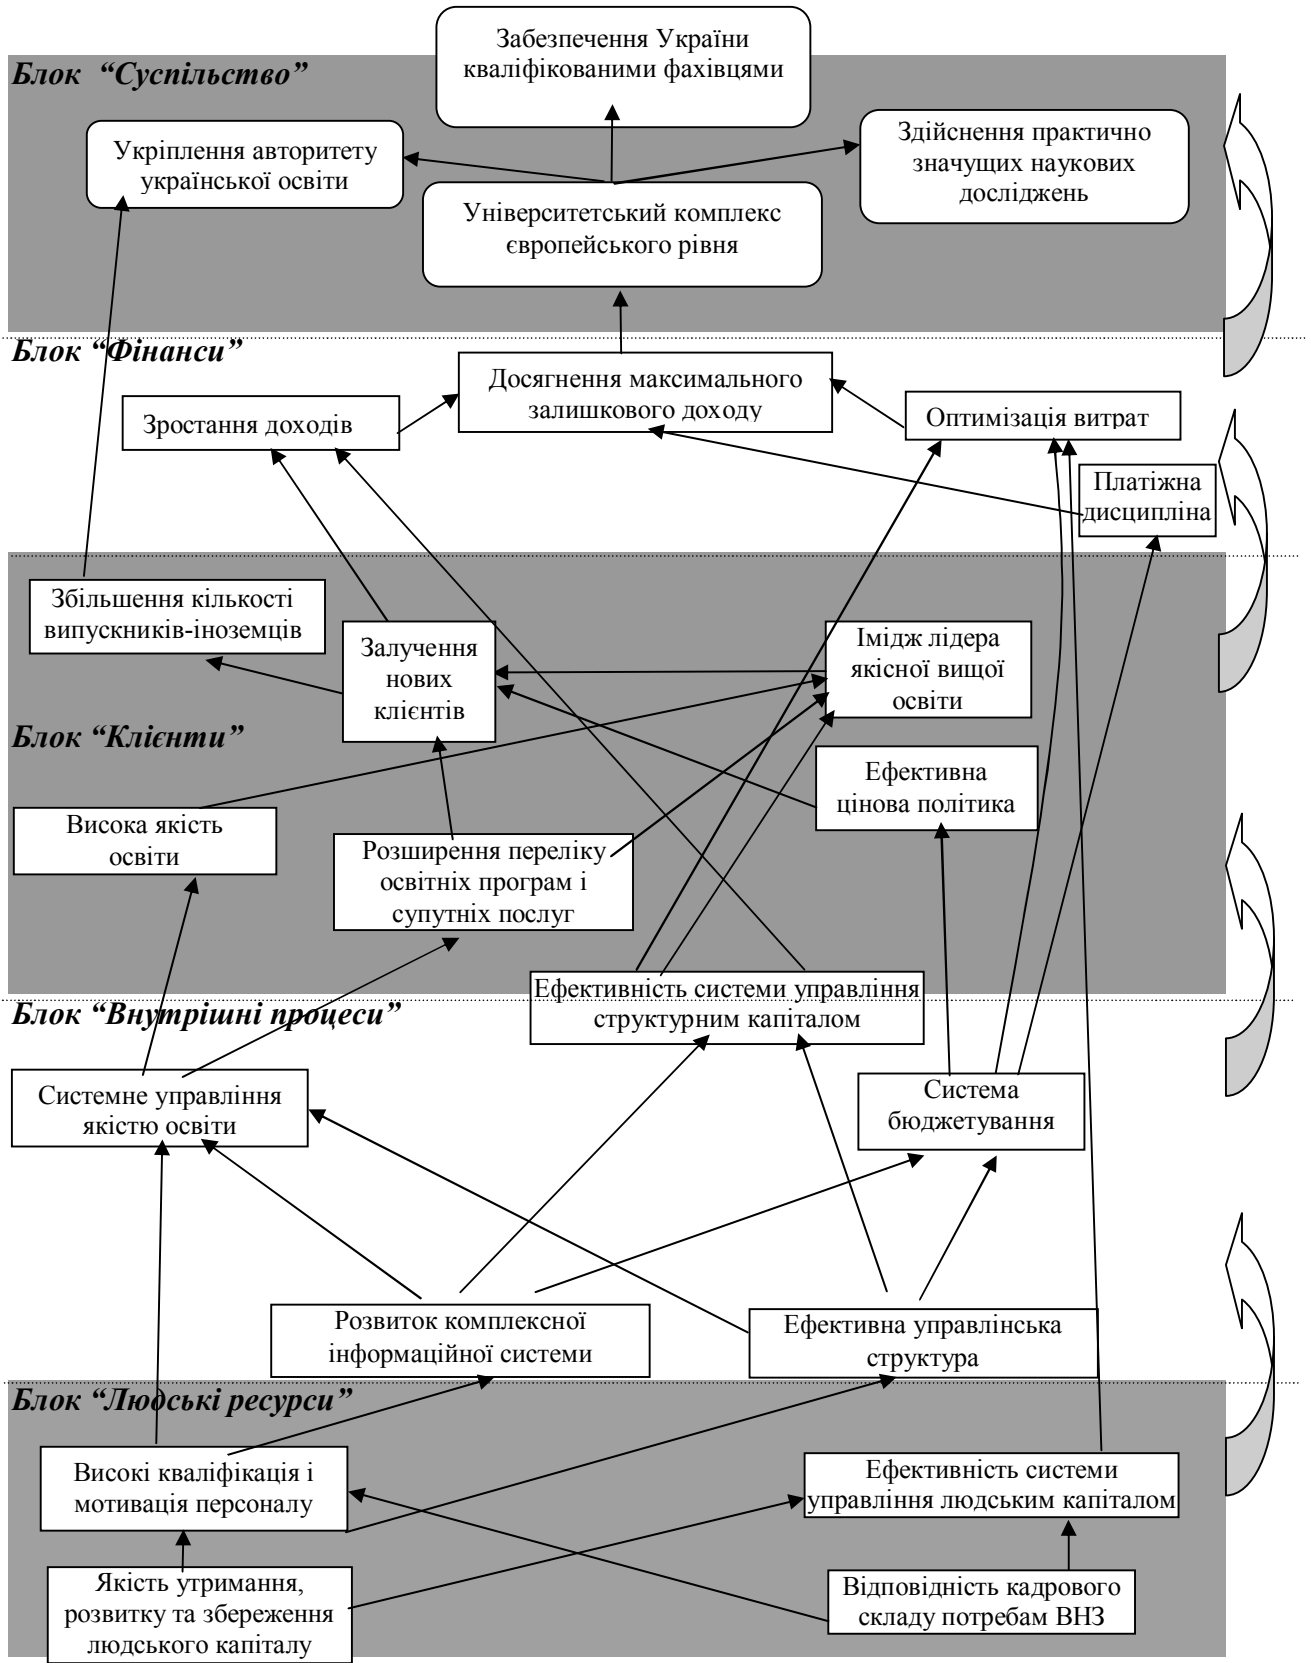 Забезпечення України
кваліфікованими фахівцями
Блок “Суспільство”
Укріплення авторитету
української освіти
Здійснення практично
значущих наукових
досліджень
Університетський комплекс
європейського рівня
Блок “Фінанси”
Досягнення максимального
залишкового доходу
Зростання доходів
Оптимізація витрат
Платіжна
дисципліна
Збільшення кількості
випускників-іноземців
Залучення
нових
клієнтів
Імідж лідера
якісної вищої
освіти
Блок “Клієнти”
Ефективна
цінова політика
Висока якість
освіти
Розширення переліку
освітніх програм і
супутніх послуг
Ефективність системи управління
структурним капіталом
Блок “Внутрішні процеси”
Системне управління
якістю освіти
Система
бюджетування
Розвиток комплексної
інформаційної системи
Ефективна управлінська
структура
Блок “Людські ресурси”
Високі кваліфікація і
мотивація персоналу
Ефективність системи
управління людським капіталом
Якість утримання,
розвитку та збереження
людського капіталу
Відповідність кадрового
складу потребам ВНЗ